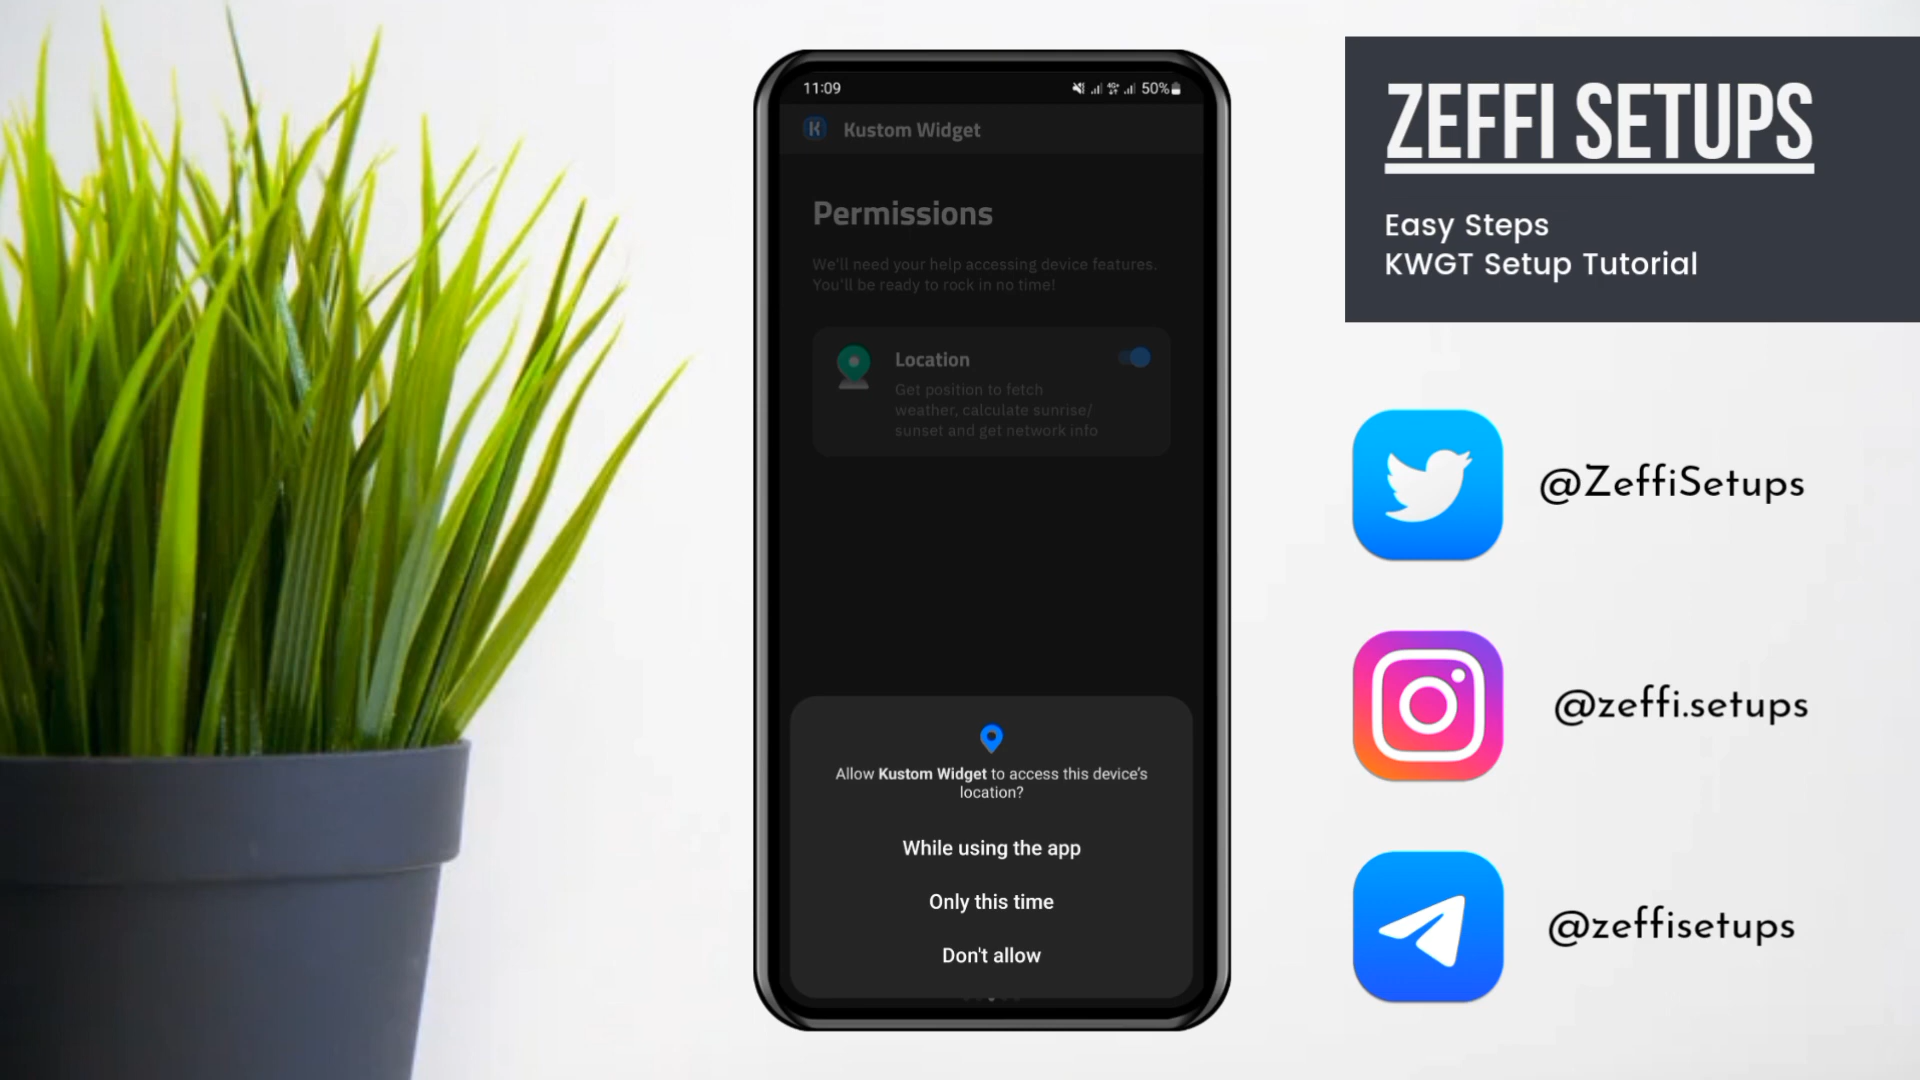 11:09
50%
Kustom Widget
Permissions
We'll need your help accessing device features.
You'll be ready to rock in no time!
Location
Get position to fetch
weather, calculate sunrise/
sunset and get network info
Allow Kustom Widget to access this device's
location?
While using the app
Only this time
Don't allow
ZEFFI SETUPS
Easy Steps
KWGT Setup Tutorial
@ZeffiSetups
@zeffi.setups
@zeffisetups